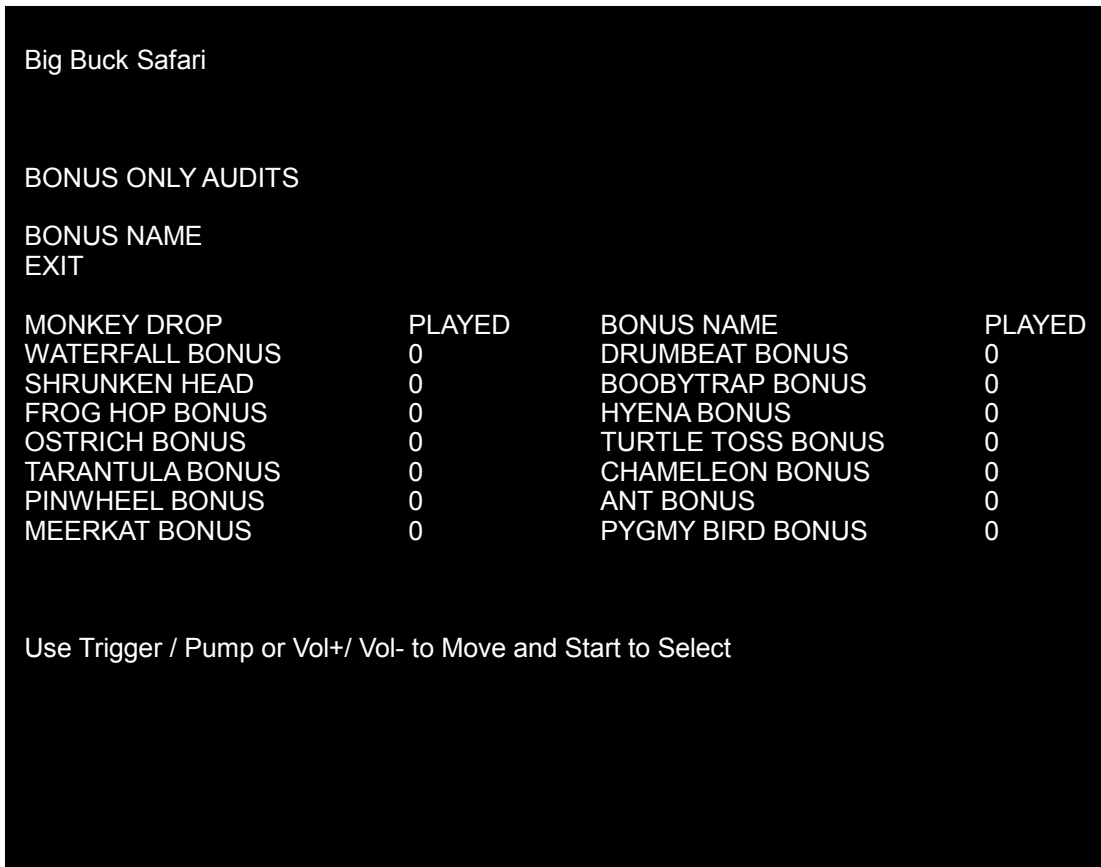 Big Buck Safari
BONUS ONLY AUDITS
BONUS NAME
EXIT
MONKEY DROP PLAYED BONUS NAME PLAYED
WATERFALL BONUS 0 DRUMBEAT BONUS 0
SHRUNKEN HEAD 0 BOOBYTRAP BONUS 0
FROG HOP BONUS 0 HYENA BONUS 0
OSTRICH BONUS 0 TURTLE TOSS BONUS 0
TARANTULA BONUS 0 CHAMELEON BONUS 0
PINWHEEL BONUS 0 ANT BONUS 0
MEERKAT BONUS 0 PYGMY BIRD BONUS 0
Use Trigger / Pump or Vol+/ Vol- to Move and Start to Select